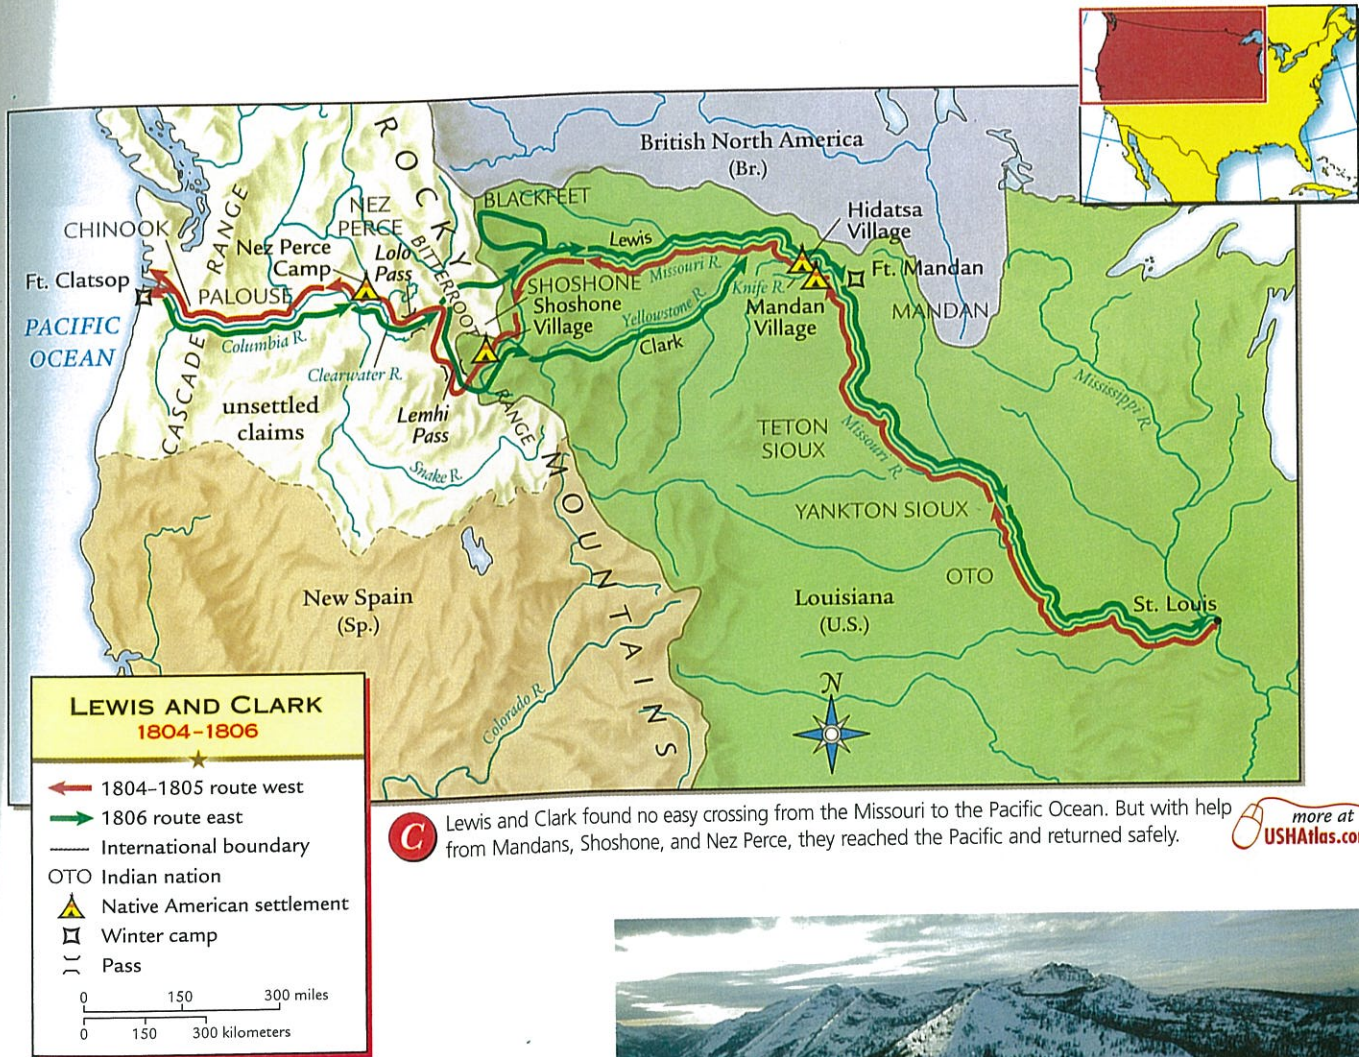 British North America
(Br.)
ROCKY
MOUNTAINS
BLACKFEET
Hidatsa
Village
NEZ
PERCE
CHINOOK
RANGE
CASCADE
Nez Perce
Camp
Lolo
Pass
BITTERROOT
RANGE
Lewis
Missouri R.
Ft. Mandan
Ft. Clatsop
PALOUSE
SHOSHONE
Shoshone
Village
Knife R.
Mandan
Village
MANDAN
PACIFIC
OCEAN
Columbia R.
Yellowstone R.
Clark
Clearwater R.
Mississippi R.
unsettled
claims
Lemhi
Pass
TETON
SIOUX
Missouri R.
Snake R.
YANKTON SIOUX
OTO
New Spain
(Sp.)
Louisiana
(U.S.)
St. Louis
Colorado R.
N
LEWIS AND CLARK
1804–1806
1804–1805 route west
1806 route east
International boundary
OTO Indian nation
Native American settlement
Winter camp
Pass
0 150 300 miles
0 150 300 kilometers
C
Lewis and Clark found no easy crossing from the Missouri to the Pacific Ocean. But with help
from Mandans, Shoshone, and Nez Perce, they reached the Pacific and returned safely.
more at
USHAtlas.co